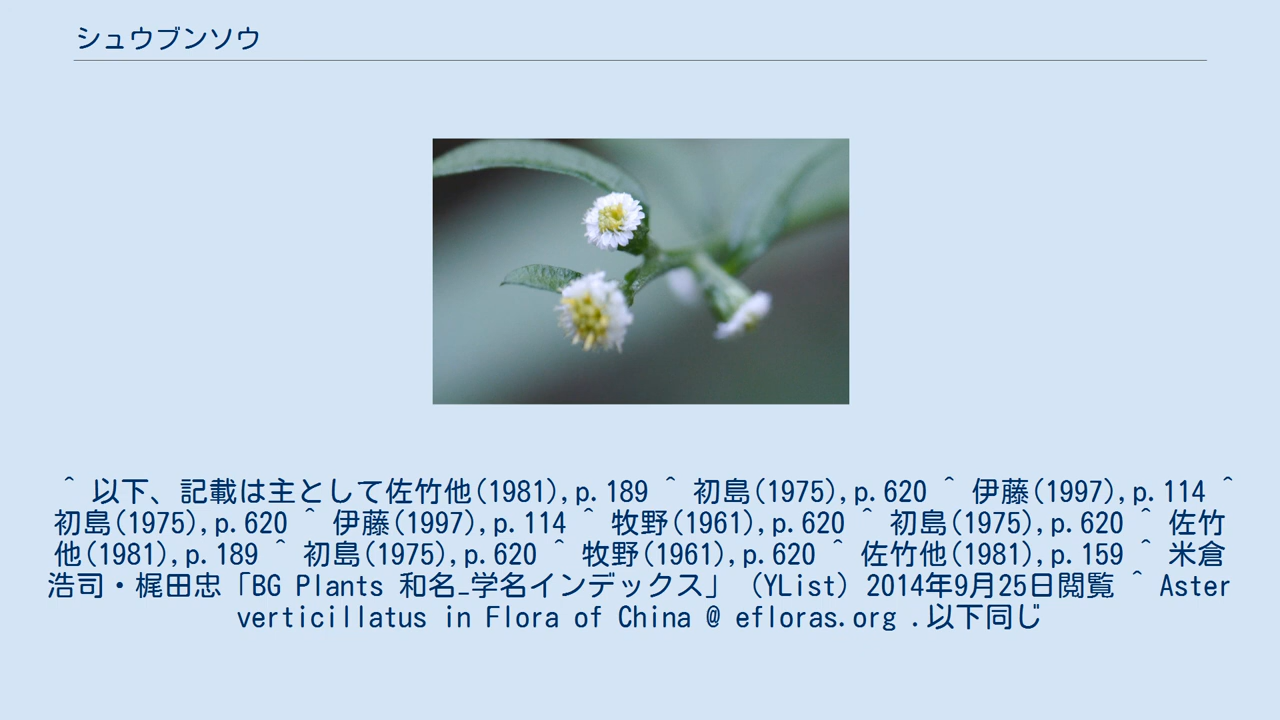 シュウブンソウ
^ 以下、記載は主として佐竹他(1981),p.189 ^ 初島(1975),p.620 ^ 伊藤(1997),p.114 ^
初島(1975),p.620 ^ 伊藤(1997),p.114 ^ 牧野(1961),p.620 ^ 初島(1975),p.620 ^ 佐竹
他(1981),p.189 ^ 初島(1975),p.620 ^ 牧野(1961),p.620 ^ 佐竹他(1981),p.159 ^ 米倉
浩司・梶田忠「BG Plants 和名−学名インデックス」（YList）2014年9月25日閲覧 ^ Aster
verticillatus in Flora of China @ efloras.org .以下同じ